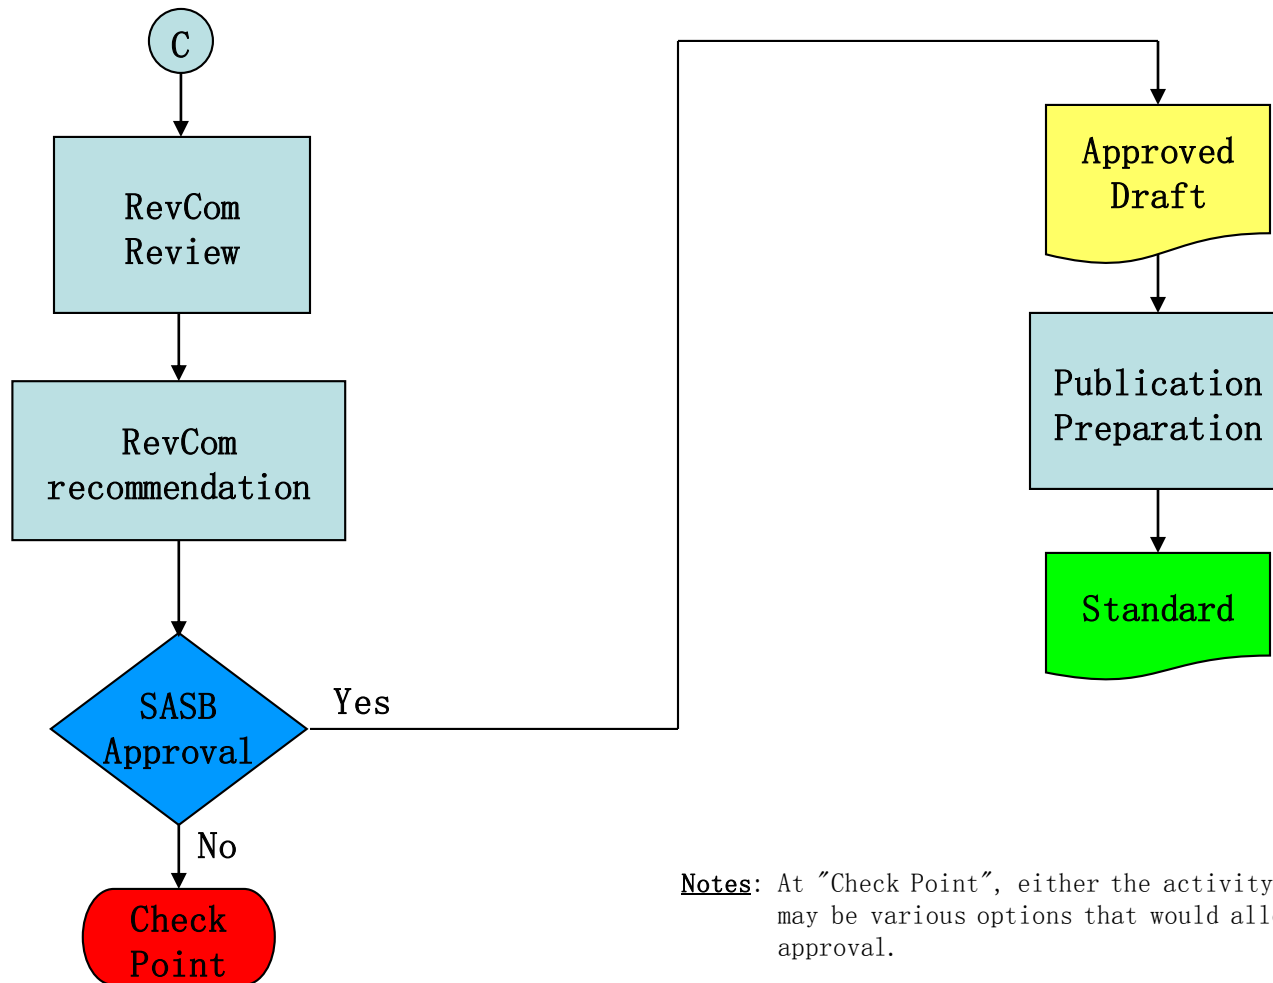 C
RevCom
Review
RevCom
recommendation
SASB
Approval
Yes
No
Check
Point
Approved
Draft
Publication
Preparation
Standard
Notes: At "Check Point", either the activity
may be various options that would
approval.